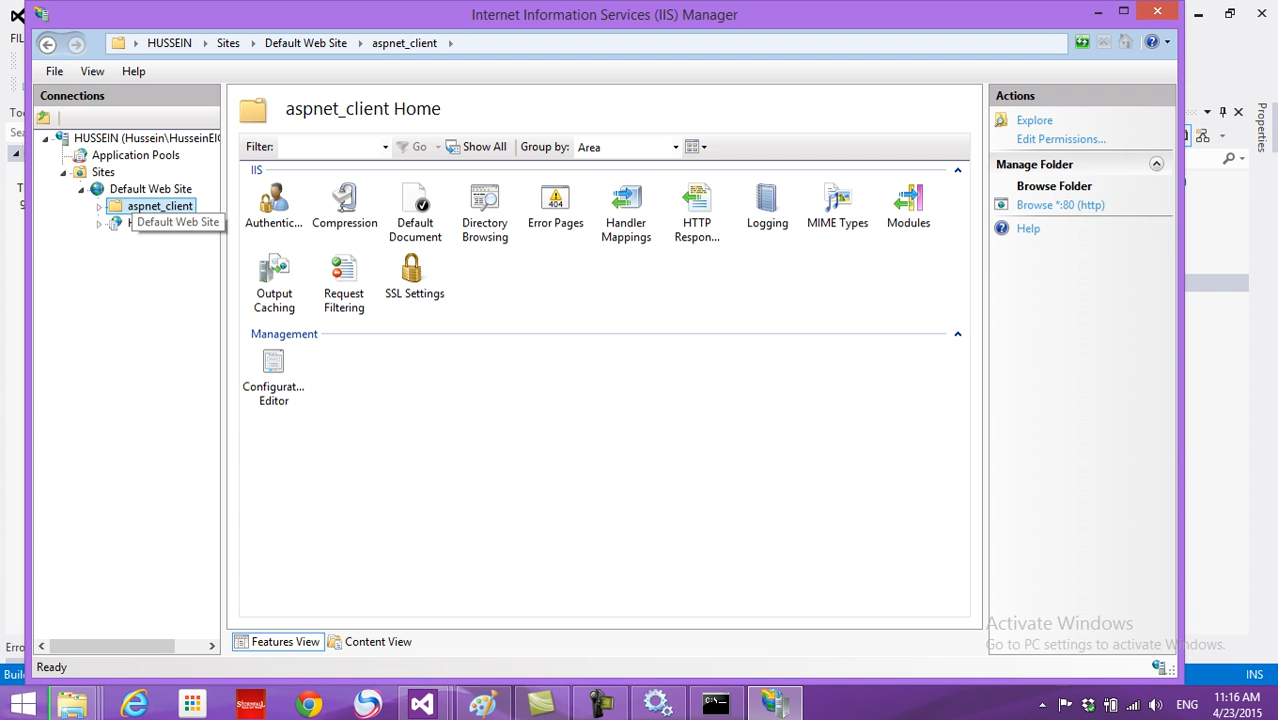 Internet Information Services (IIS) Manager
HUSSEIN Sites Default Web Site aspnet_client
File View Help
Connections
HUSSEIN (Hussein\HusseinElC
Application Pools
Sites
Default Web Site
aspnet_client
Default Web Site
aspnet_client Home
Filter: Go Show All Group by: Area
IIS
Authentic... Compression Default Document Directory Browsing Error Pages Handler Mappings HTTP Respon... Logging MIME Types Modules
Output Caching Request Filtering SSL Settings
Management
Configurat... Editor
Features View Content View
Actions
Explore
Edit Permissions...
Manage Folder
Browse Folder
Browse *:80 (http)
Help
Activate Windows
Go to PC settings to activate Windows.
Ready
Properties
INS
ENG
11:16 AM
4/23/2015